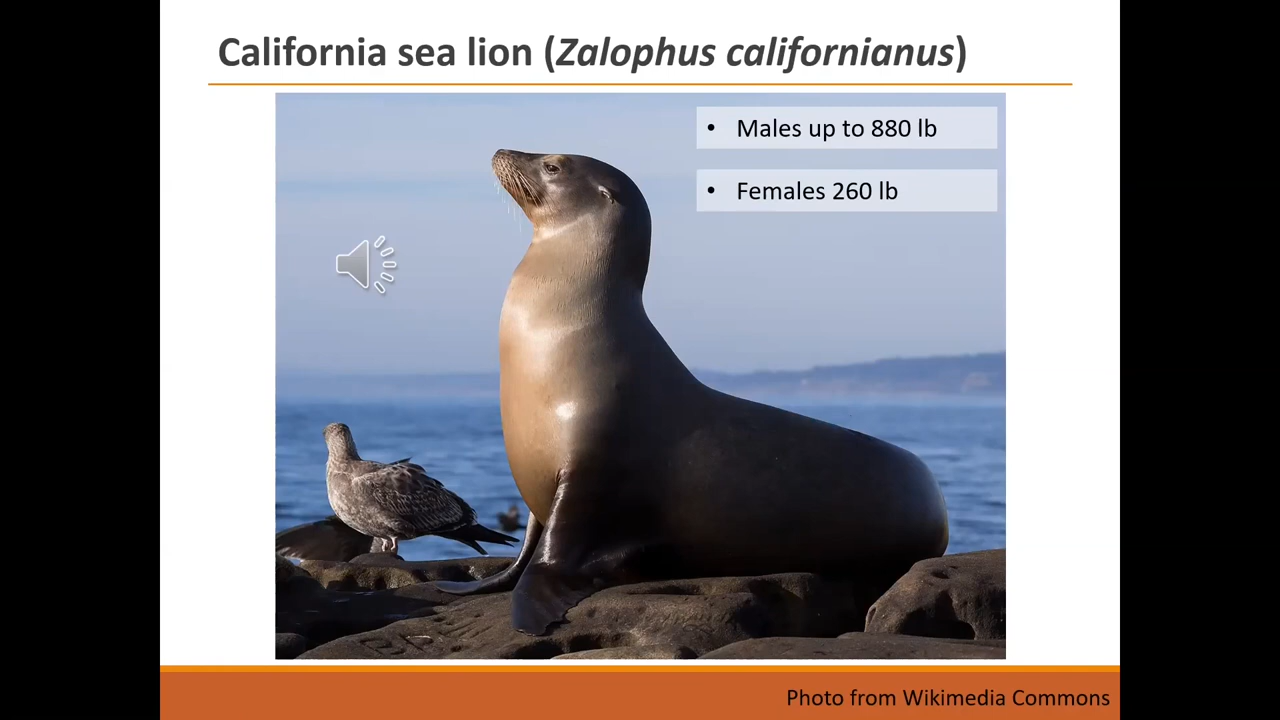 California sea lion (Zalophus californianus)
• Males up to 880 lb
• Females 260 lb
Photo from Wikimedia Commons